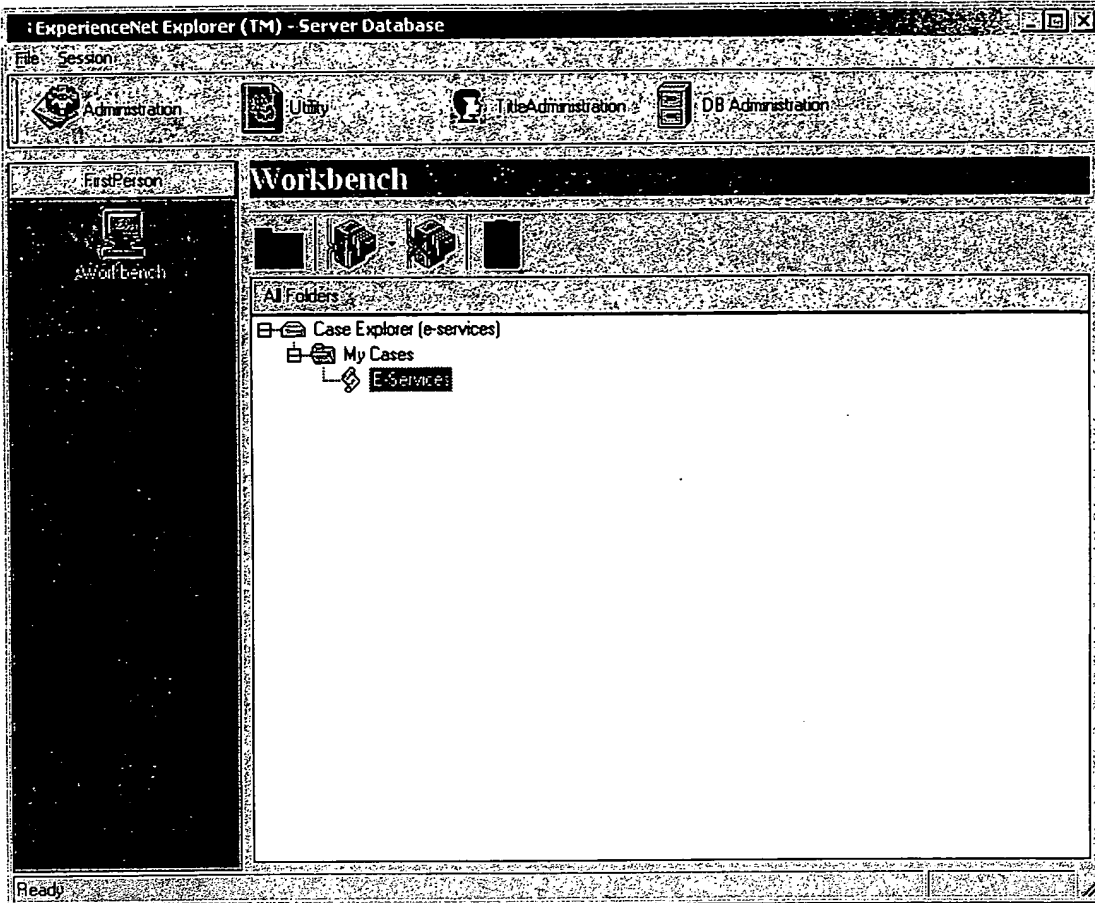 :ExperienceNet Explorer (TM) - Server Database
File Session
Administration Utility TitleAdministration DB Administration
FirstPerson
Workbench
Workbench
All Folders
Case Explorer (e-services)
My Cases
E-Services
Ready